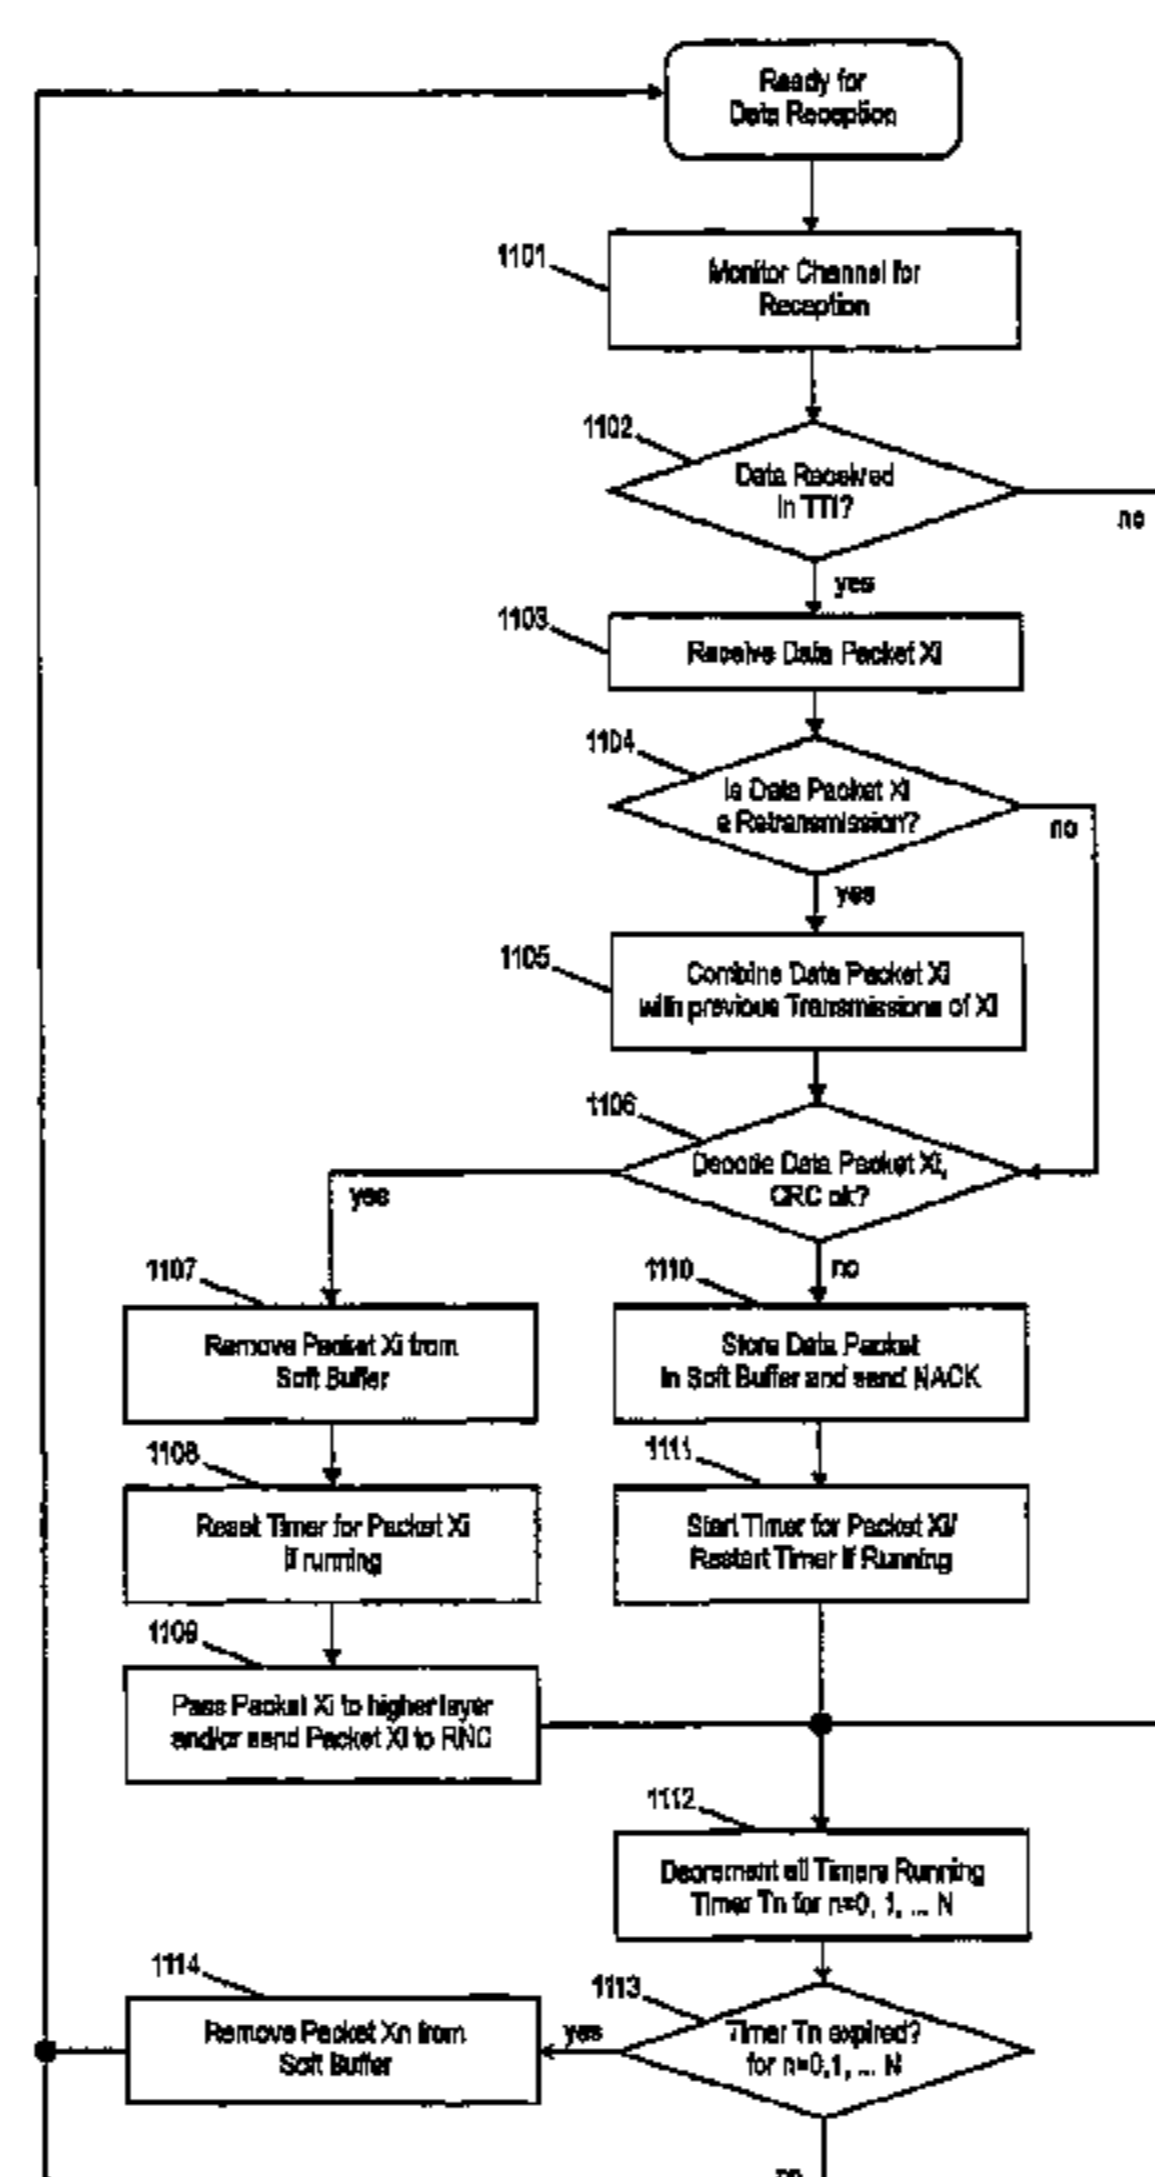 Ready for
Data Reception
1101
Monitor Channel for
Reception
1102
Data Received
in TTI?
no
yes
1103
Receive Data Packet Xi
1104
Is Data Packet Xi
a Retransmission?
no
yes
1105
Combine Data Packet Xi
with previous Transmissions of Xi
1106
Decode Data Packet Xi,
CRC ok?
yes
no
1107
Remove Packet Xi from
Soft Buffer
1110
Store Data Packet
in Soft Buffer and send NACK
1108
Reset Timer for Packet Xi
if running
1111
Start Timer for Packet Xi/
Restart Timer if Running
1109
Pass Packet Xi to higher layer
and/or send Packet Xi to RNC
1112
Decrement all Timers Running
Timer Tn for n=0, 1, ... N
1114
Remove Packet Xn from
Soft Buffer
yes
1113
Timer Tn expired?
for n=0,1, ... N
no